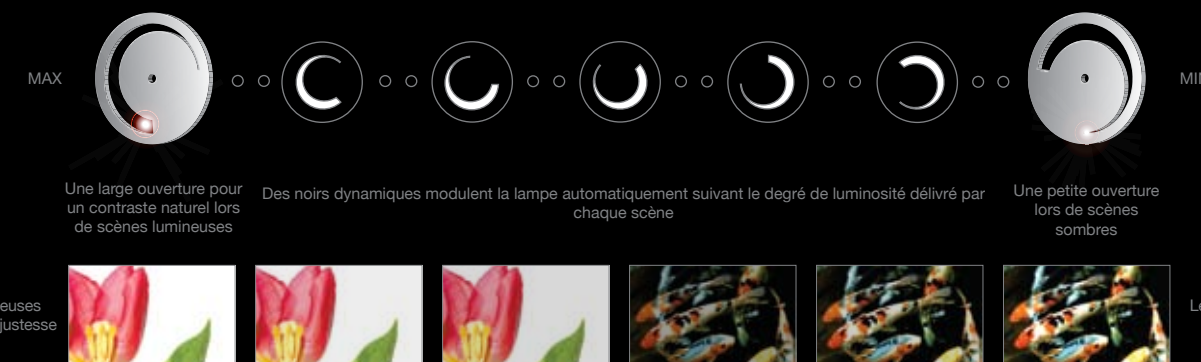 MAX
Une large ouverture pour
un contraste naturel lors
de scènes lumineuses
Des noirs dynamiques modulent la lampe automatiquement suivant le degré de luminosité délivré par
chaque scène
Une petite ouverture
lors de scènes
sombres
justesse